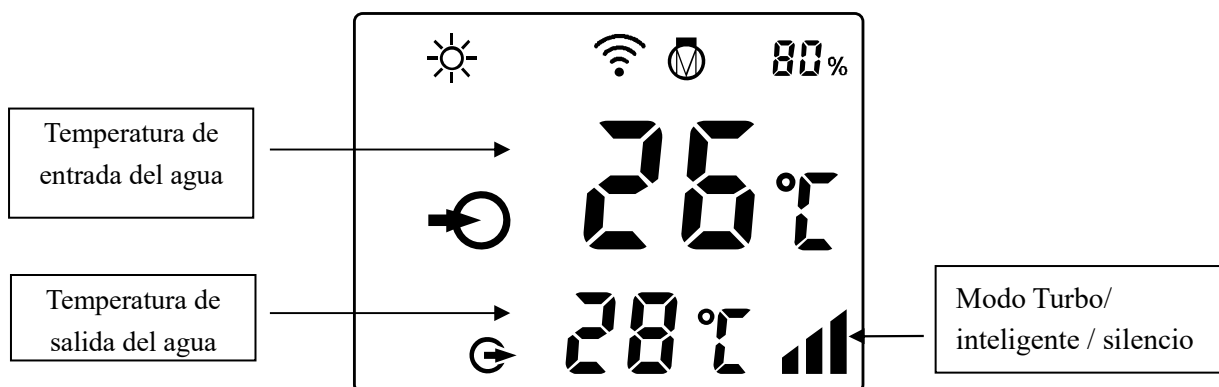 80%
Temperatura de
entrada del agua
26°C
Temperatura de
salida del agua
28°C
Modo Turbo/
inteligente / silencio